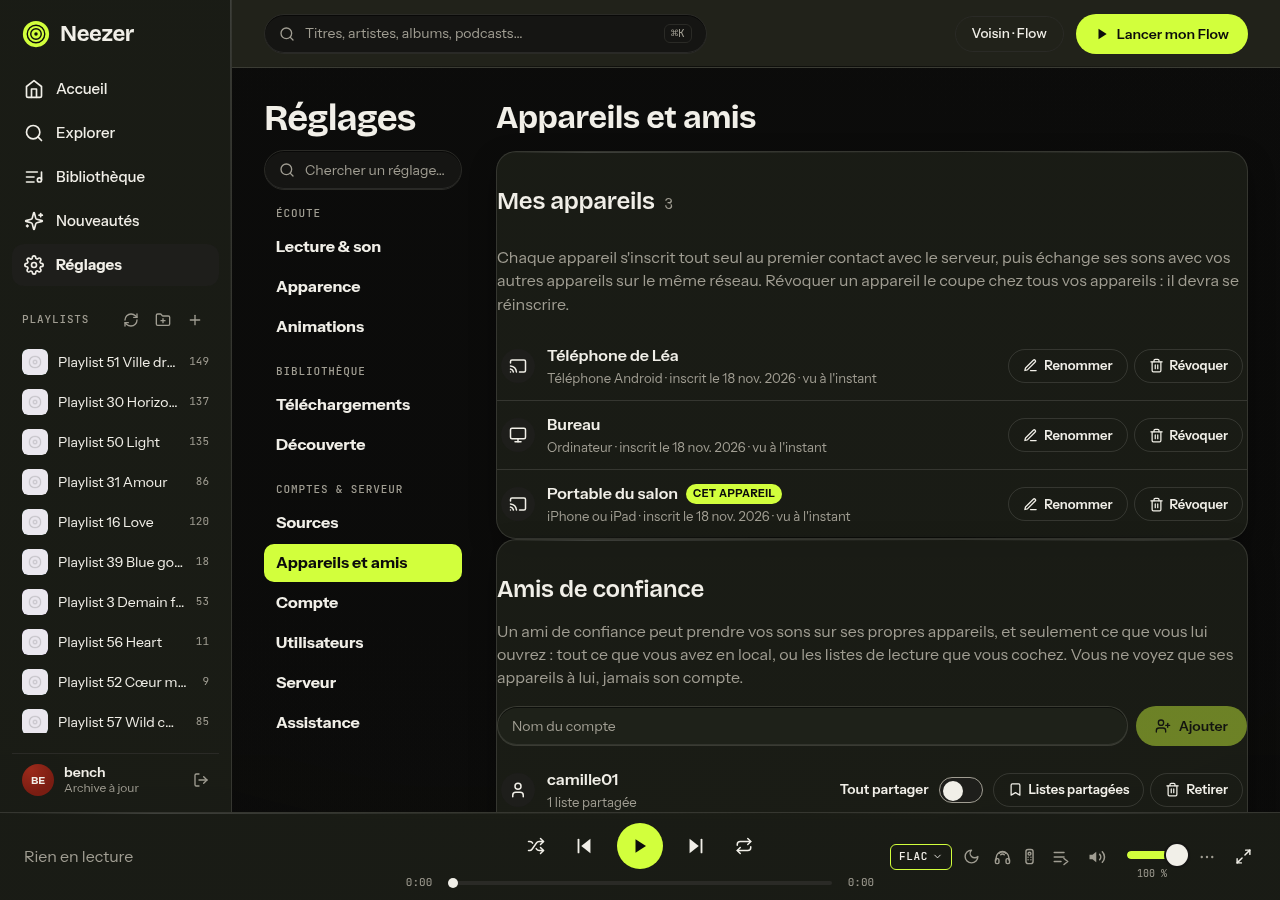 Neezer
Titres, artistes, albums, podcasts...
⌘K
Voisin · Flow
Lancer mon Flow
Accueil
Explorer
Bibliothèque
Nouveautés
Réglages
PLAYLISTS
Playlist 51 Ville dr... 149
Playlist 30 Horizo... 137
Playlist 50 Light 135
Playlist 31 Amour 86
Playlist 16 Love 120
Playlist 39 Blue go... 18
Playlist 3 Demain f... 53
Playlist 56 Heart 11
Playlist 52 Cœur m... 9
Playlist 57 Wild c... 85
BE
bench
Archive à jour
Réglages
Chercher un réglage...
ÉCOUTE
Lecture & son
Apparence
Animations
BIBLIOTHÈQUE
Téléchargements
Découverte
COMPTES & SERVEUR
Sources
Appareils et amis
Compte
Utilisateurs
Serveur
Assistance
Appareils et amis
Mes appareils 3
Chaque appareil s'inscrit tout seul au premier contact avec le serveur, puis échange ses sons avec vos
autres appareils sur le même réseau. Révoquer un appareil le coupe chez tous vos appareils : il devra se
réinscrire.
Téléphone de Léa
Téléphone Android · inscrit le 18 nov. 2026 · vu à l'instant
Renommer
Révoquer
Bureau
Ordinateur · inscrit le 18 nov. 2026 · vu à l'instant
Renommer
Révoquer
Portable du salon CET APPAREIL
iPhone ou iPad · inscrit le 18 nov. 2026 · vu à l'instant
Renommer
Révoquer
Amis de confiance
Un ami de confiance peut prendre vos sons sur ses propres appareils, et seulement ce que vous lui
ouvrez : tout ce que vous avez en local, ou les listes de lecture que vous cochez. Vous ne voyez que ses
appareils à lui, jamais son compte.
Nom du compte
Ajouter
camille01
1 liste partagée
Tout partager
Listes partagées
Retirer
Rien en lecture
0:00
0:00
FLAC
100 %